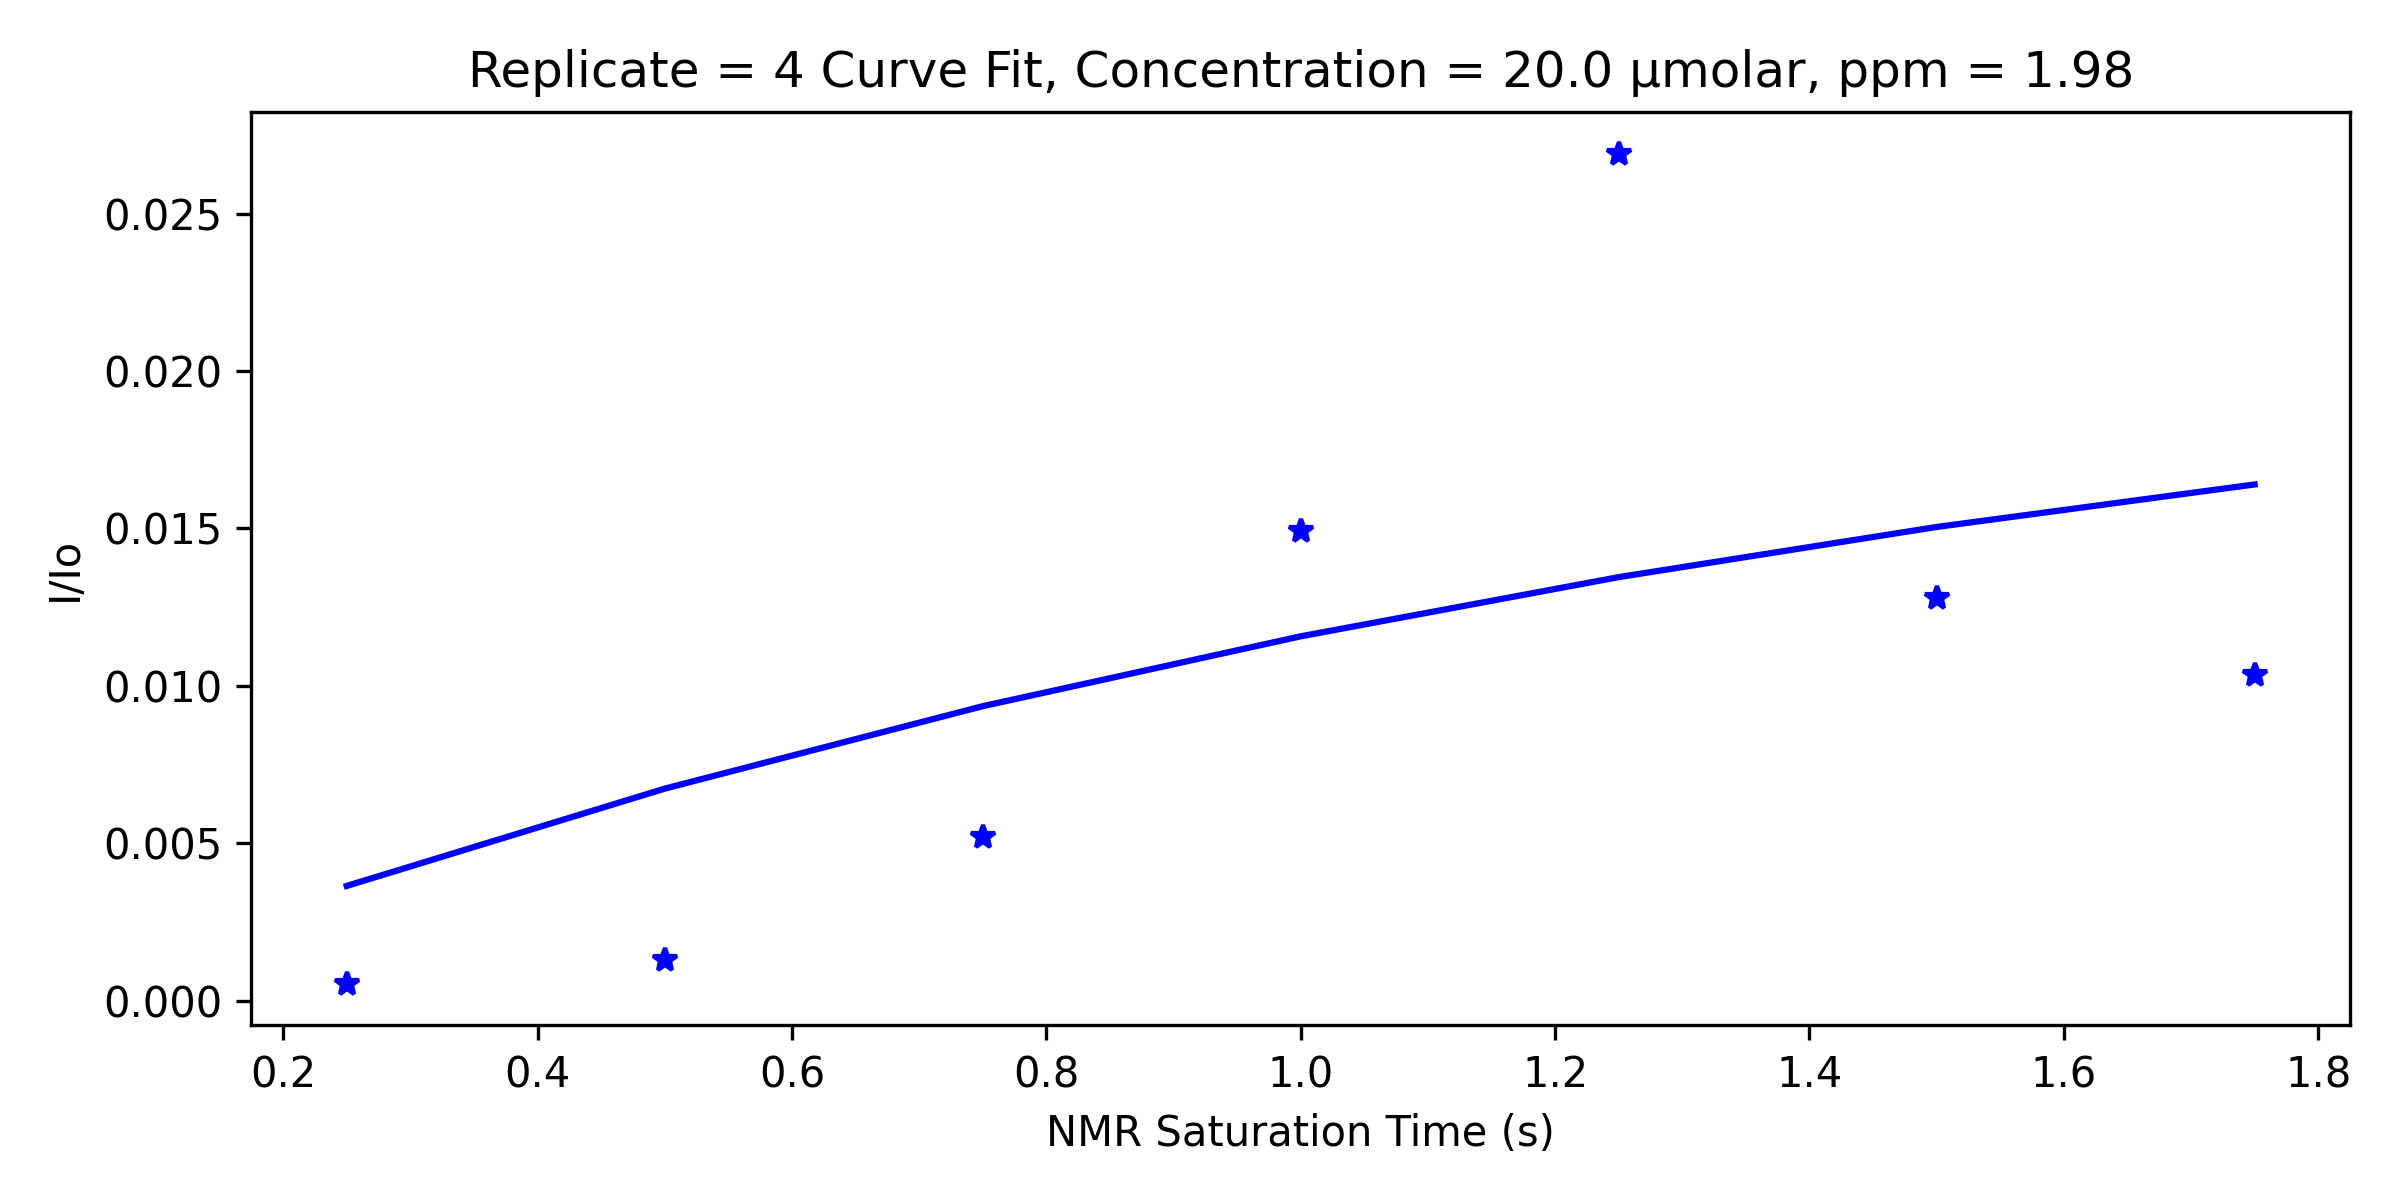 Replicate = 4 Curve Fit, Concentration = 20.0 µmolar, ppm = 1.98
0.025
0.020
0.015
0.010
0.005
0.000
I/Io
0.2 0.4 0.6 0.8 1.0 1.2 1.4 1.6 1.8
NMR Saturation Time (s)